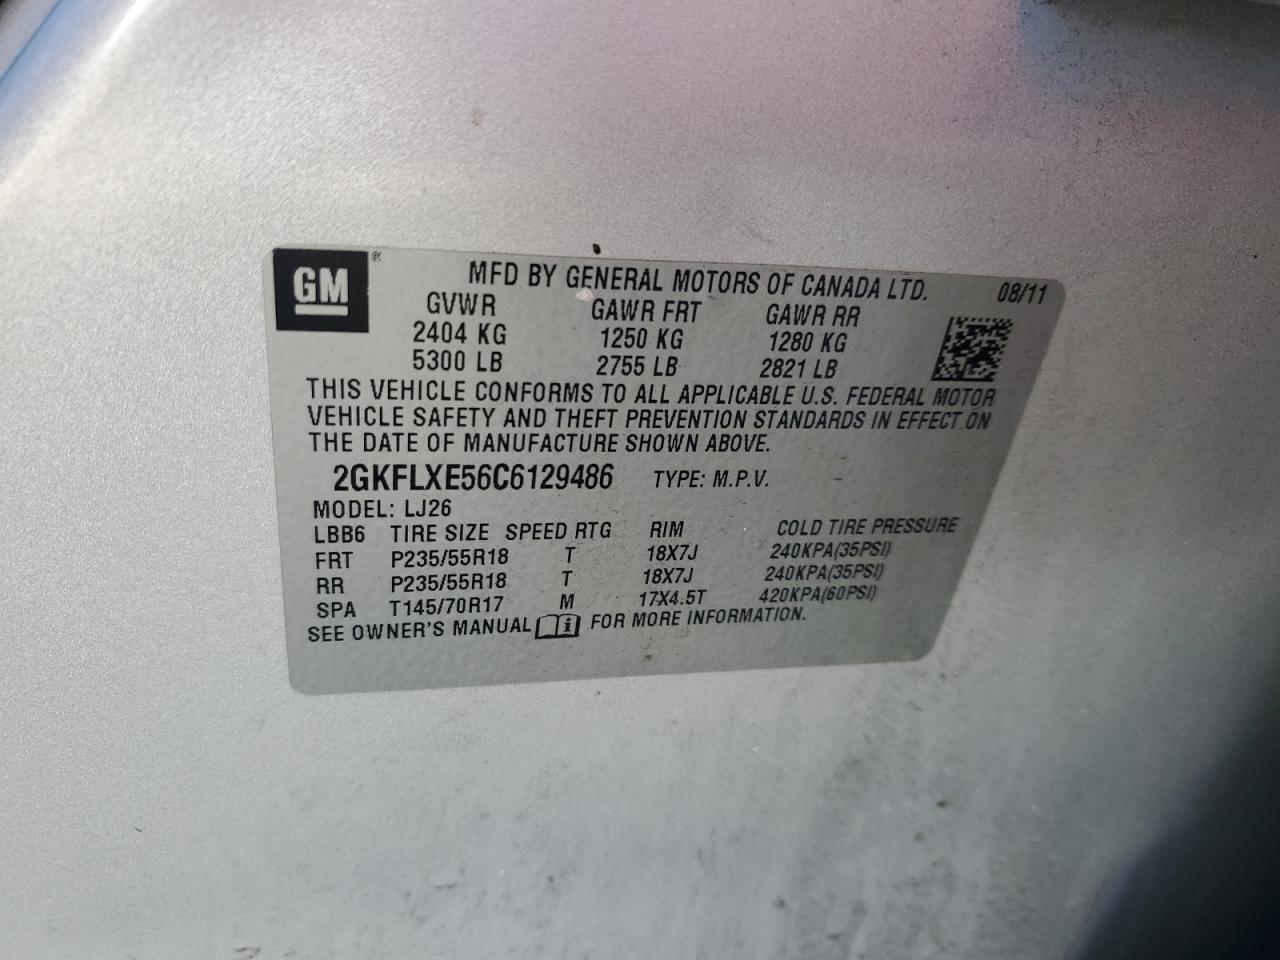 GM ®
MFD BY GENERAL MOTORS OF CANADA LTD. 08/11
GVWR GAWR FRT GAWR RR
2404 KG 1250 KG 1280 KG
5300 LB 2755 LB 2821 LB
THIS VEHICLE CONFORMS TO ALL APPLICABLE U.S. FEDERAL MOTOR
VEHICLE SAFETY AND THEFT PREVENTION STANDARDS IN EFFECT ON
THE DATE OF MANUFACTURE SHOWN ABOVE.
2GKFLXE56C6129486 TYPE: M.P.V.
MODEL: LJ26
LBB6 TIRE SIZE SPEED RTG RIM COLD TIRE PRESSURE
FRT P235/55R18 T 18X7J 240KPA(35PSI)
RR P235/55R18 T 18X7J 240KPA(35PSI)
SPA T145/70R17 M 17X4.5T 420KPA(60PSI)
SEE OWNER'S MANUAL i FOR MORE INFORMATION.